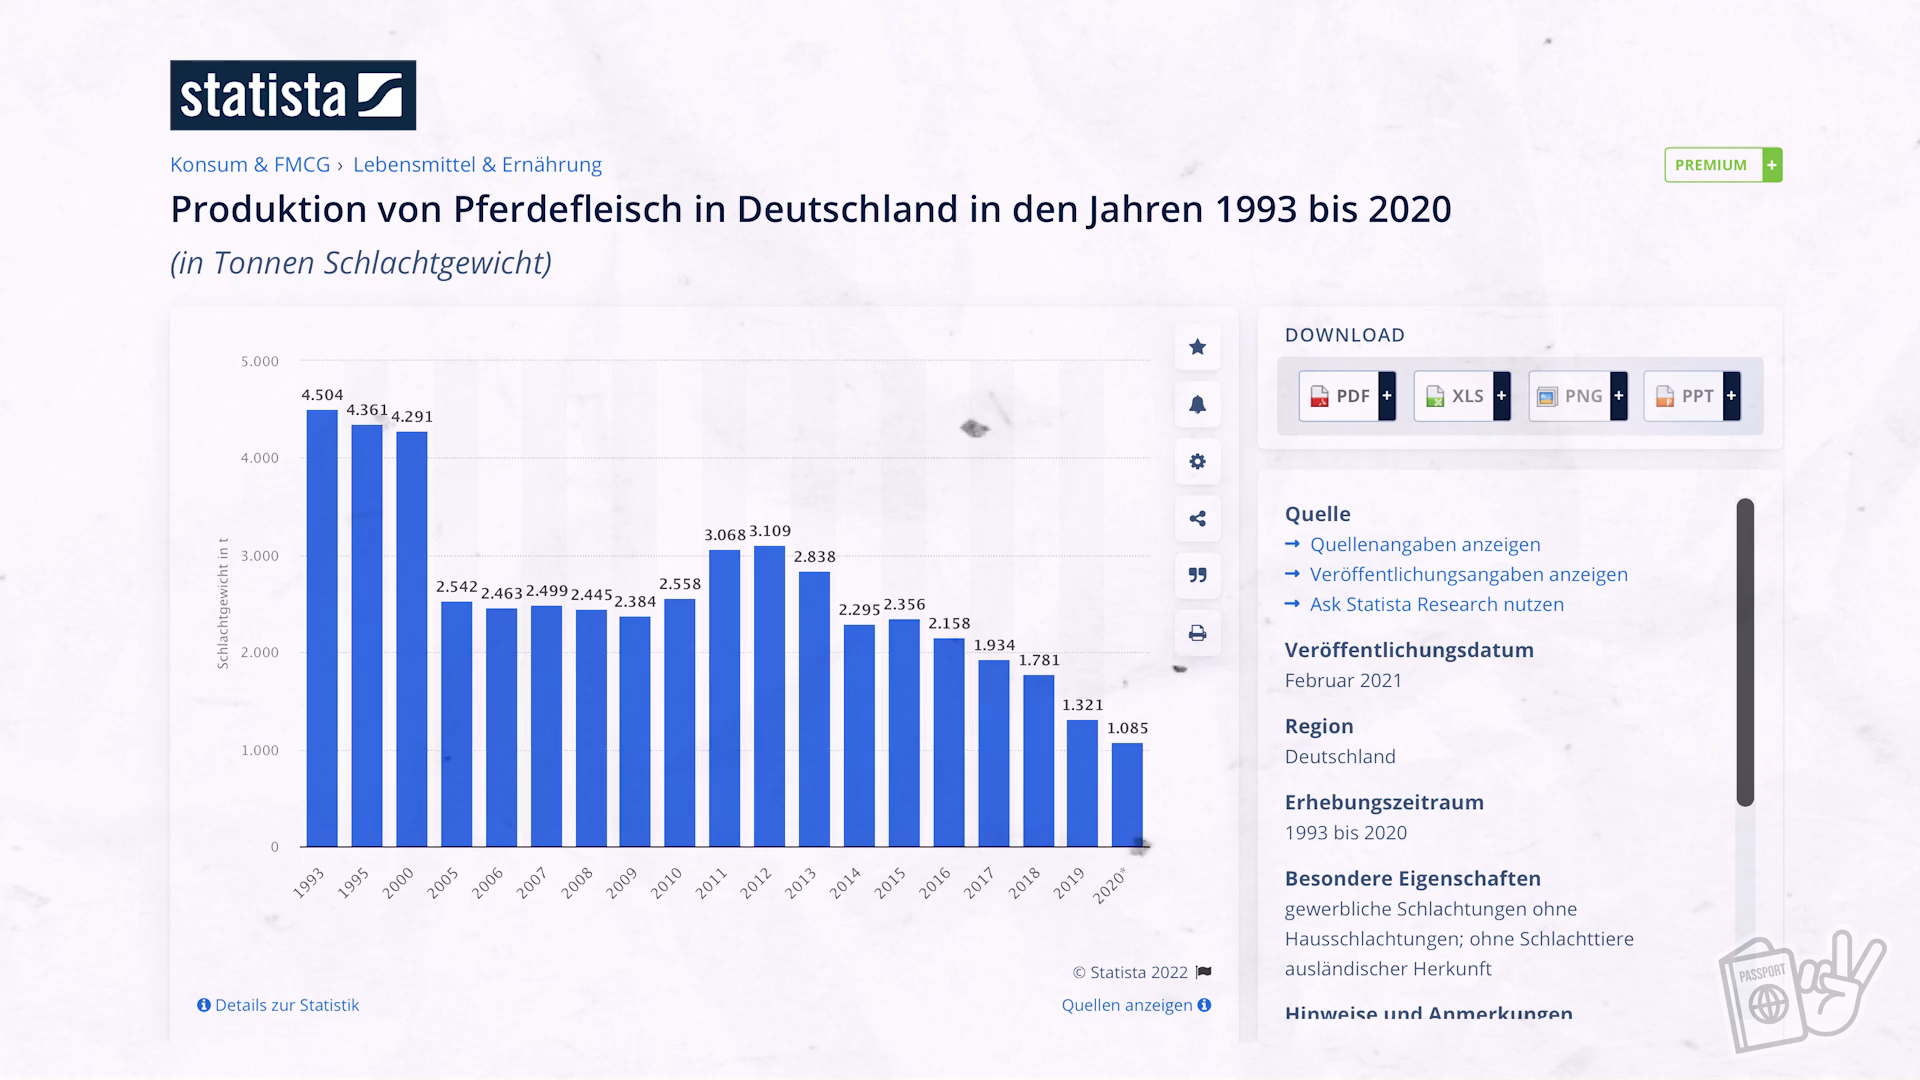 statista
Konsum & FMCG › Lebensmittel & Ernährung
PREMIUM +
Produktion von Pferdefleisch in Deutschland in den Jahren 1993 bis 2020
(in Tonnen Schlachtgewicht)
Schlachtgewicht in t
5.000
4.000
3.000
2.000
1.000
0
4.504
4.361
4.291
2.542
2.463
2.499
2.445
2.384
2.558
3.068
3.109
2.838
2.295
2.356
2.158
1.934
1.781
1.321
1.085
1993
1995
2000
2005
2006
2007
2008
2009
2010
2011
2012
2013
2014
2015
2016
2017
2018
2019
2020*
© Statista 2022
Details zur Statistik
Quellen anzeigen
DOWNLOAD
PDF +
XLS +
PNG +
PPT +
Quelle
→ Quellenangaben anzeigen
→ Veröffentlichungsangaben anzeigen
→ Ask Statista Research nutzen
Veröffentlichungsdatum
Februar 2021
Region
Deutschland
Erhebungszeitraum
1993 bis 2020
Besondere Eigenschaften
gewerbliche Schlachtungen ohne
Hausschlachtungen; ohne Schlachttiere
ausländischer Herkunft
Hinweise und Anmerkungen
PASSPORT